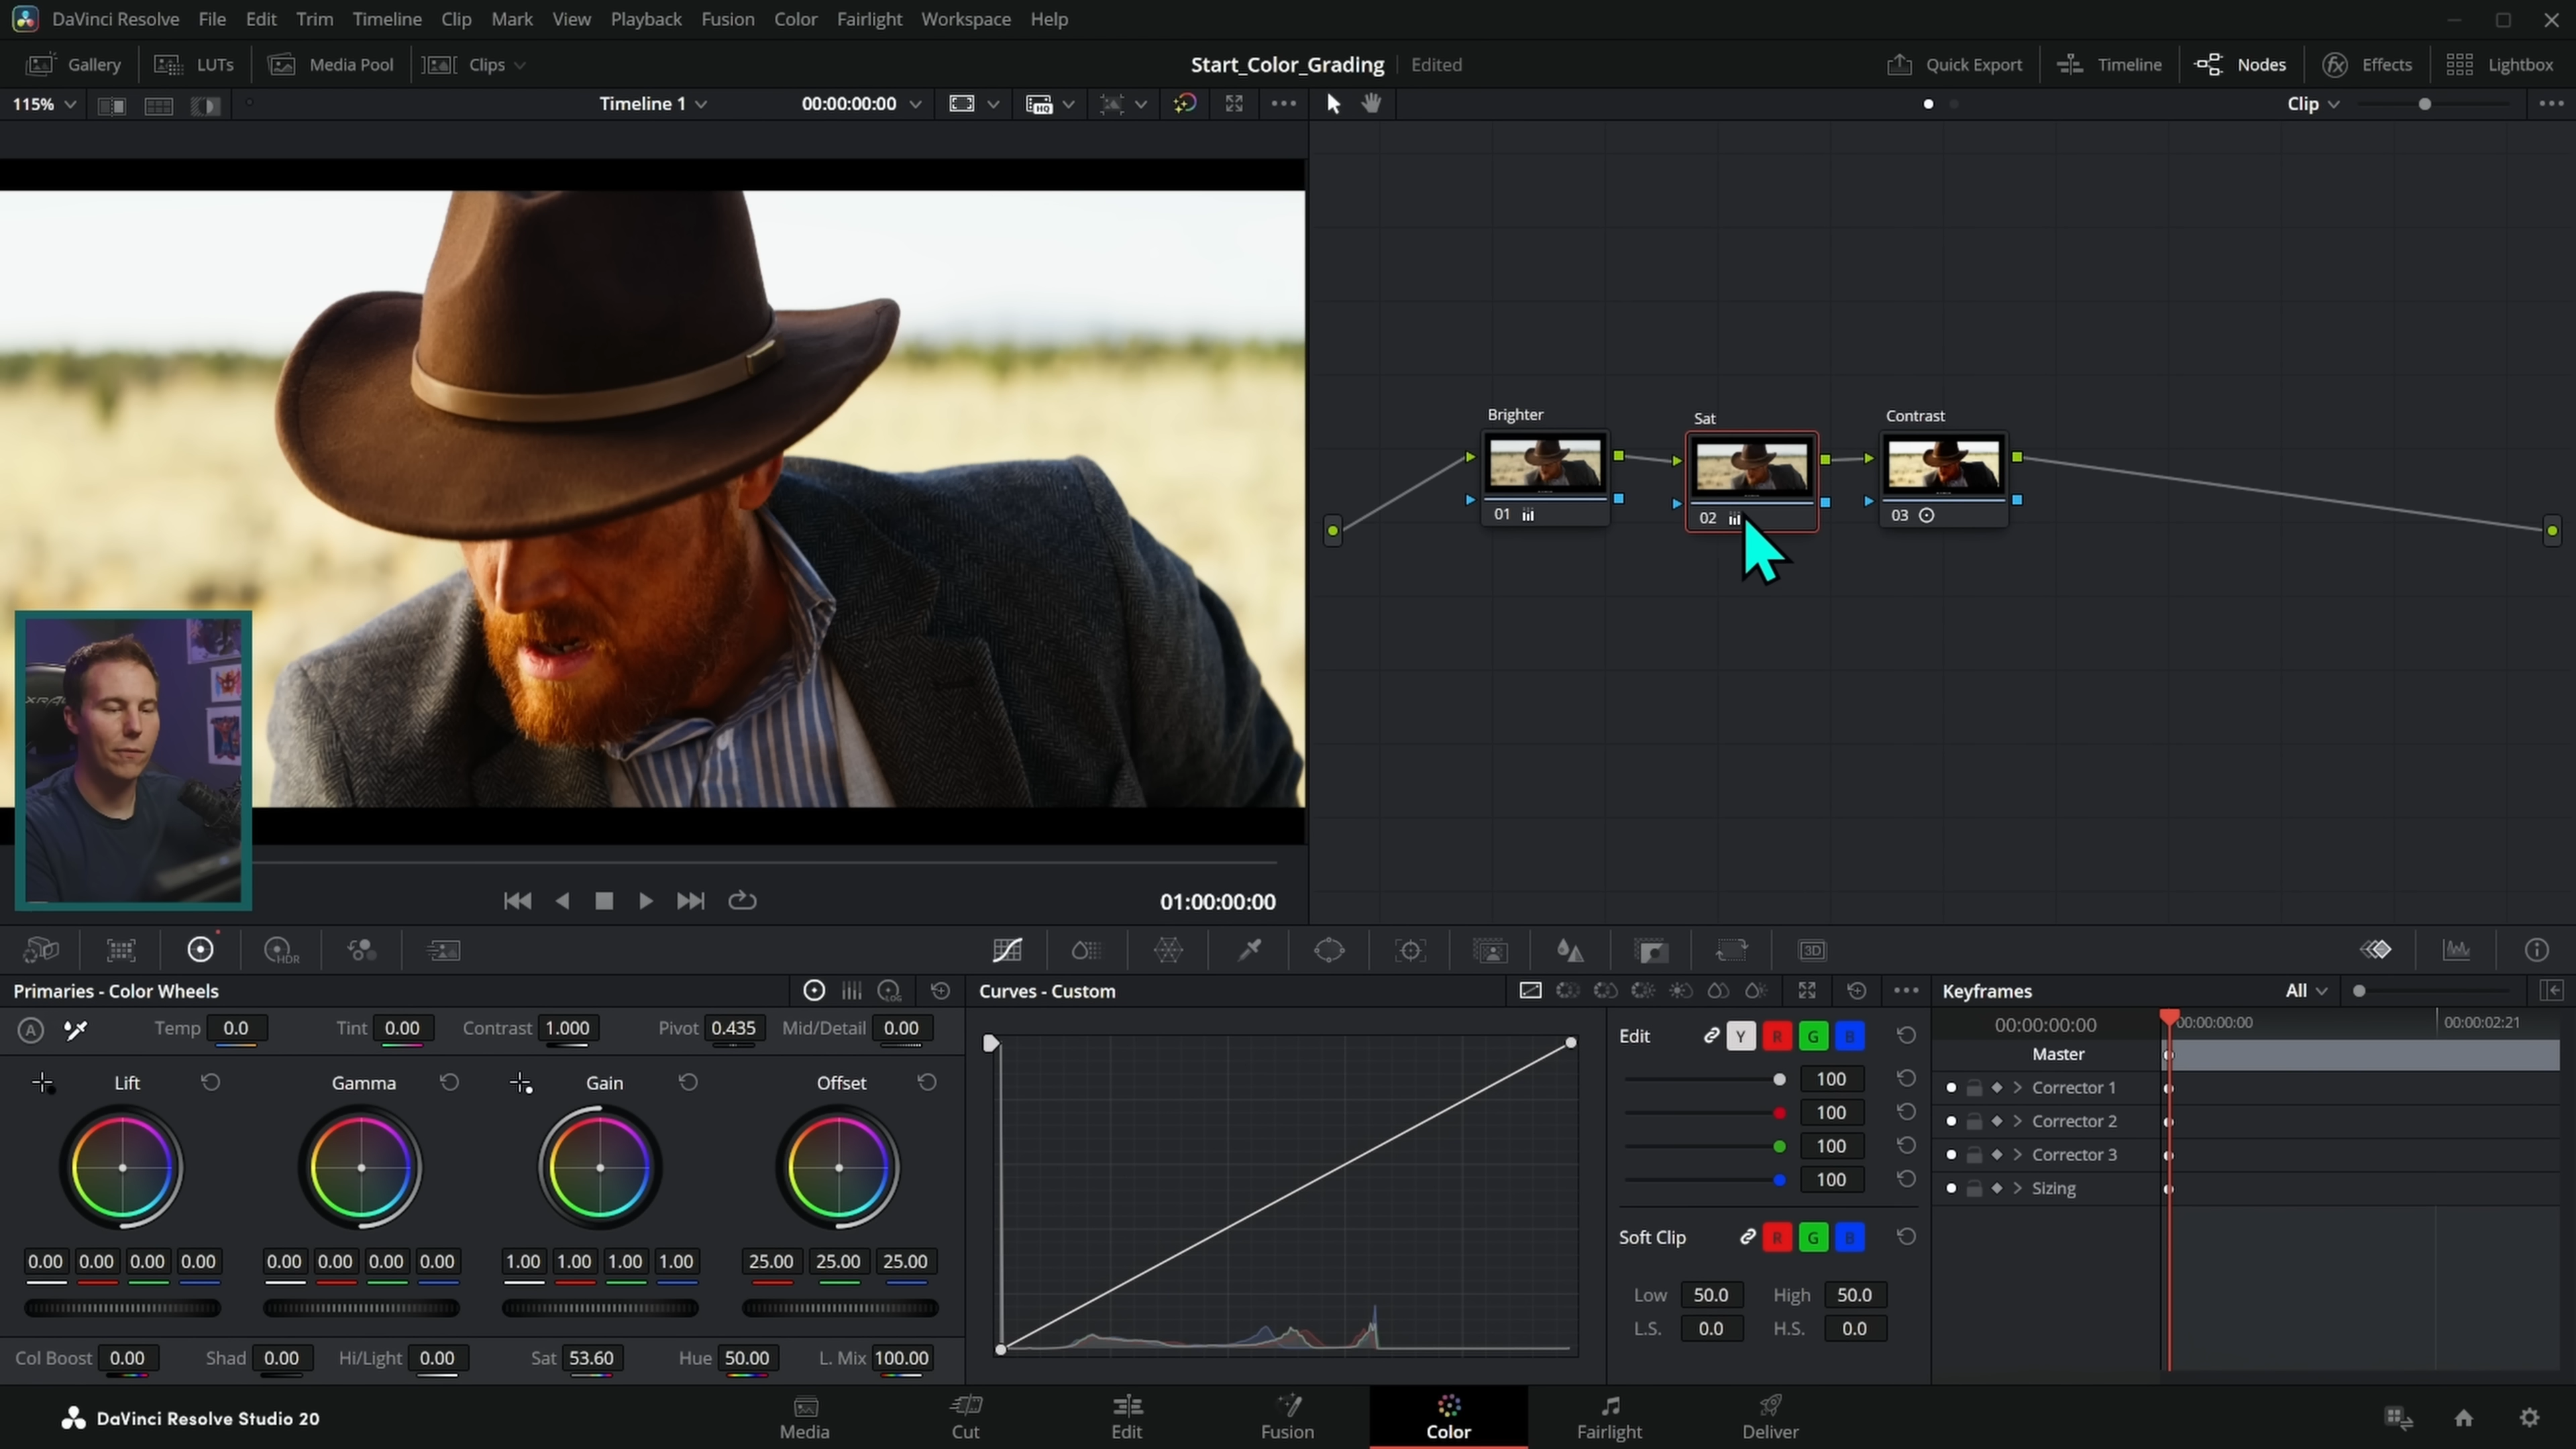 DaVinci Resolve File Edit Trim Timeline Clip Mark View Playback Fusion Color Fairlight Workspace Help
Gallery LUTs Media Pool Clips Start_Color_Grading Edited Quick Export Timeline Nodes Effects Lightbox
115% Timeline 1 00:00:00:00 HQ Clip
Brighter Sat Contrast
01 02 03
01:00:00:00
HDR 3D
Primaries - Color Wheels LOG Curves - Custom Keyframes All
A Temp 0.0 Tint 0.00 Contrast 1.000 Pivot 0.435 Mid/Detail 0.00 Edit Y R G B 00:00:00:00 00:00:00:00 00:00:02:21
Master
Lift Gamma Gain Offset 100 Corrector 1
100 Corrector 2
100 Corrector 3
100 Sizing
Soft Clip R G B
0.00 0.00 0.00 0.00 0.00 0.00 0.00 0.00 1.00 1.00 1.00 1.00 25.00 25.00 25.00
Low 50.0 High 50.0
L.S. 0.0 H.S. 0.0
Col Boost 0.00 Shad 0.00 Hi/Light 0.00 Sat 53.60 Hue 50.00 L. Mix 100.00
DaVinci Resolve Studio 20 Media Cut Edit Fusion Color Fairlight Deliver